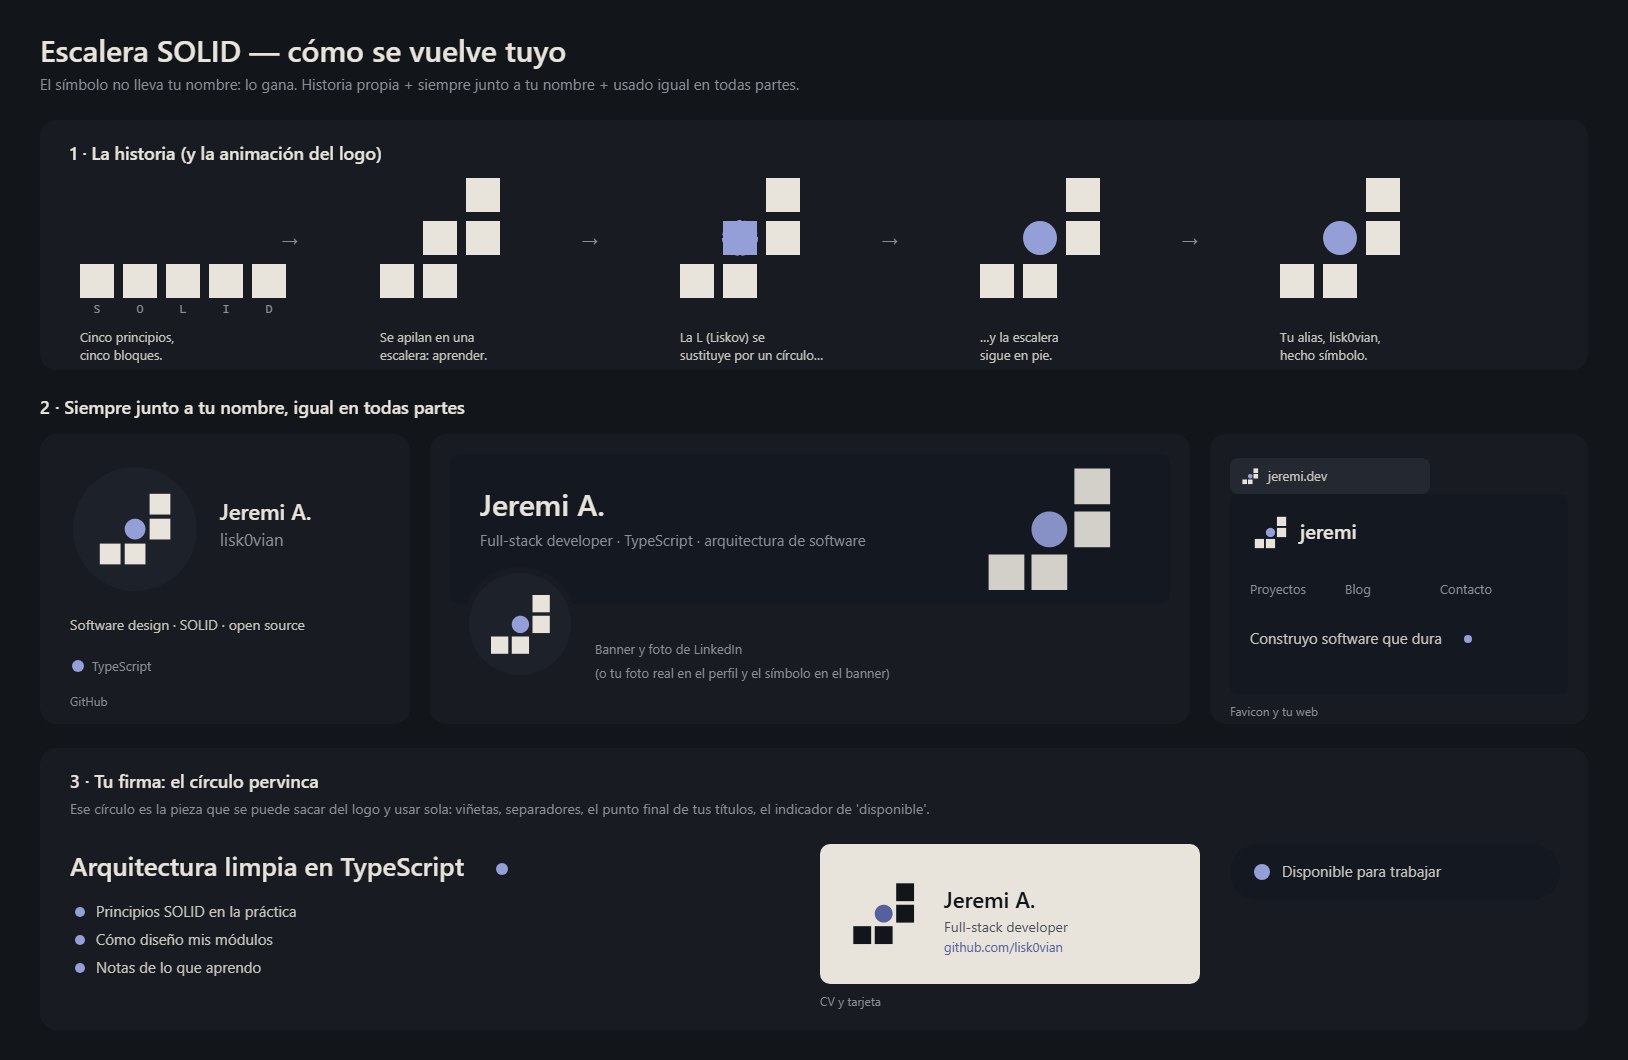 Escalera SOLID — cómo se vuelve tuyo
El símbolo no lleva tu nombre: lo gana. Historia propia + siempre junto a tu nombre + usado igual en todas partes.
1 · La historia (y la animación del logo)
→ → → →
S O L I D
Cinco principios,
cinco bloques.
Se apilan en una
escalera: aprender.
La L (Liskov) se
sustituye por un círculo...
...y la escalera
sigue en pie.
Tu alias, lisk0vian,
hecho símbolo.
2 · Siempre junto a tu nombre, igual en todas partes
Jeremi A.
lisk0vian
Software design · SOLID · open source
TypeScript
GitHub
Jeremi A.
Full-stack developer · TypeScript · arquitectura de software
Banner y foto de LinkedIn
(o tu foto real en el perfil y el símbolo en el banner)
jeremi.dev
jeremi
Proyectos Blog Contacto
Construyo software que dura
Favicon y tu web
3 · Tu firma: el círculo pervinca
Ese círculo es la pieza que se puede sacar del logo y usar sola: viñetas, separadores, el punto final de tus títulos, el indicador de 'disponible'.
Arquitectura limpia en TypeScript
Principios SOLID en la práctica
Cómo diseño mis módulos
Notas de lo que aprendo
Jeremi A.
Full-stack developer
github.com/lisk0vian
CV y tarjeta
Disponible para trabajar